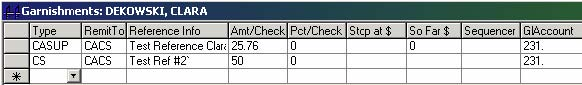 Garnishments: DEKOWSKI, CLARA
Type RemitTo Reference Info Amt/Check Pct/Check Stcp at $ So Far $ Sequencer GlAccount
CASUP CACS Test Reference Clara 25.76 0 0 231.
CS CACS Test Ref #2` 50 0 231.
*